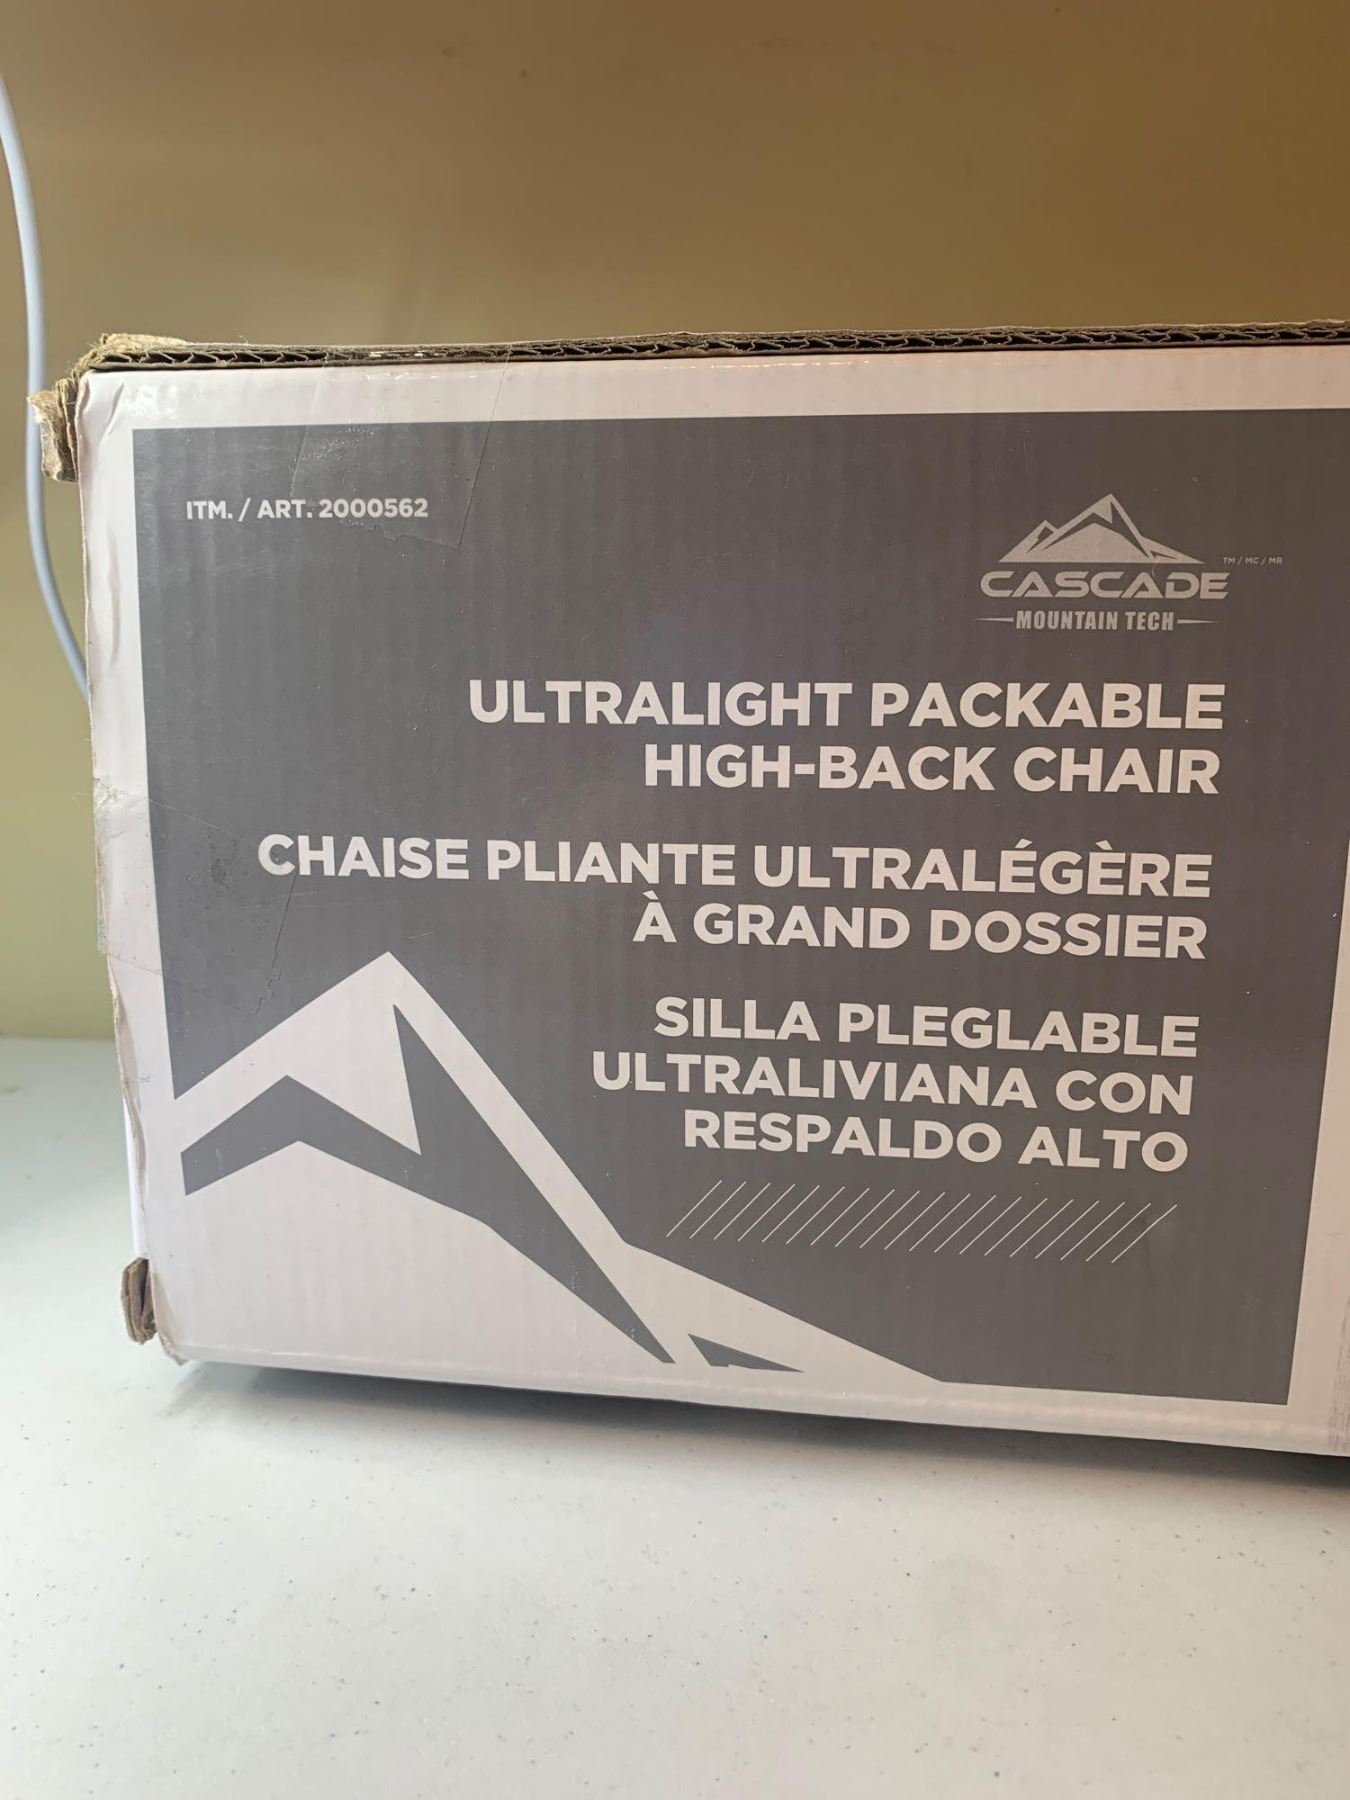 ITM. / ART. 2000562
CASCADE
TM / MC / MR
MOUNTAIN TECH
ULTRALIGHT PACKABLE
HIGH-BACK CHAIR
CHAISE PLIANTE ULTRALÉGÈRE
À GRAND DOSSIER
SILLA PLEGLABLE
ULTRALIVIANA CON
RESPALDO ALTO